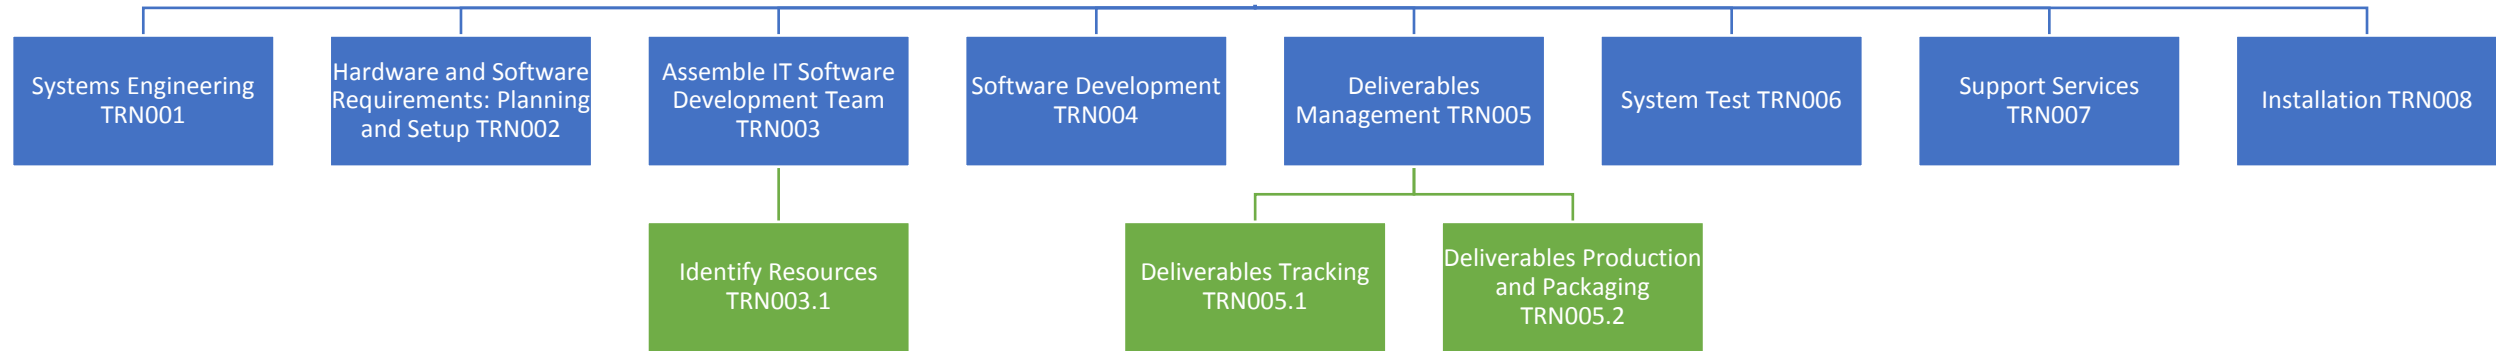 Systems Engineering
TRN001
Hardware and Software
Requirements: Planning
and Setup TRN002
Assemble IT Software
Development Team
TRN003
Software Development
TRN004
Deliverables
Management TRN005
System Test TRN006
Support Services
TRN007
Installation TRN008
Identify Resources
TRN003.1
Deliverables Tracking
TRN005.1
Deliverables Production
and Packaging
TRN005.2